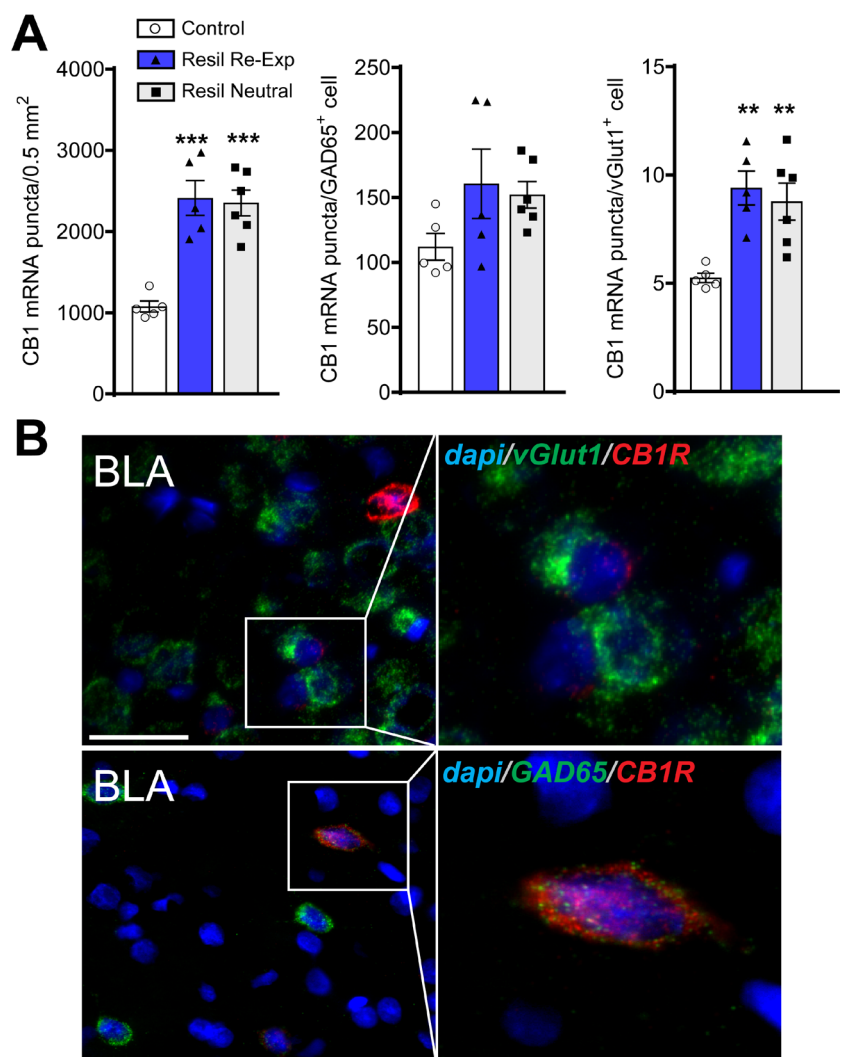 A
Control
Resil Re-Exp
Resil Neutral
CB1 mRNA puncta/0.5 mm²
4000
3000
2000
1000
0
***
***
CB1 mRNA puncta/GAD65⁺ cell
250
200
150
100
50
0
CB1 mRNA puncta/vGlut1⁺ cell
15
10
5
0
**
**
B
BLA
dapi/vGlut1/CB1R
BLA
dapi/GAD65/CB1R